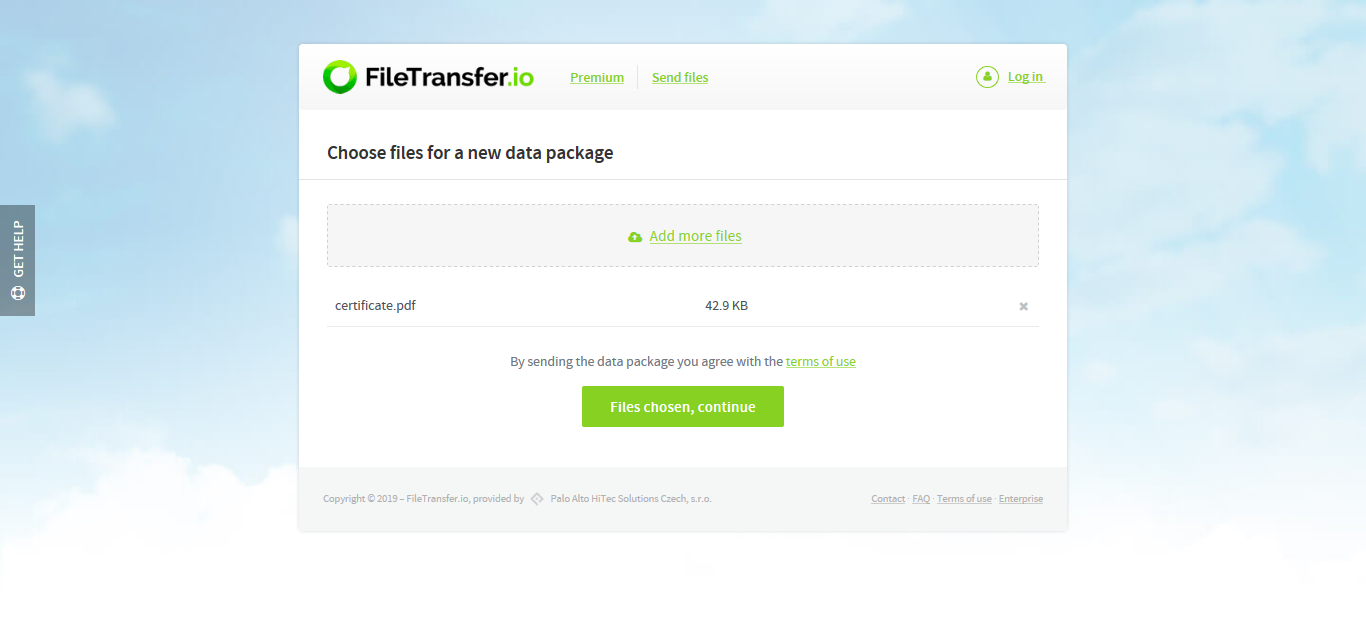 FileTransfer.io
Premium
Send files
Log in
Choose files for a new data package
GET HELP
Add more files
certificate.pdf 42.9 KB
By sending the data package you agree with the terms of use
Files chosen, continue
Copyright © 2019 – FileTransfer.io, provided by Palo Alto HiTec Solutions Czech, s.r.o.
Contact · FAQ · Terms of use · Enterprise